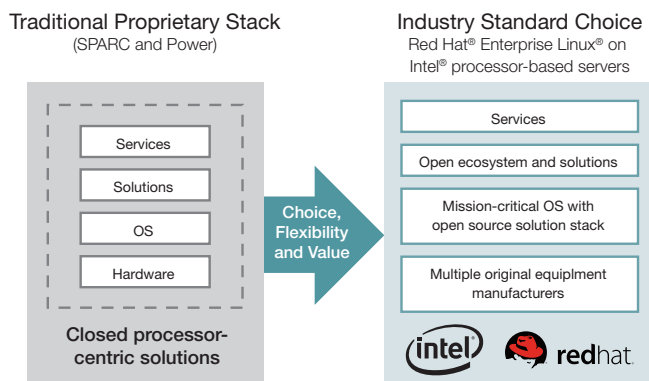 Traditional Proprietary Stack
(SPARC and Power)
Services
Solutions
OS
Hardware
Closed processor-
centric solutions
Choice,
Flexibility
and Value
Industry Standard Choice
Red Hat® Enterprise Linux® on
Intel® processor-based servers
Services
Open ecosystem and solutions
Mission-critical OS with
open source solution stack
Multiple original equiplment
manufacturers
intel®
redhat.